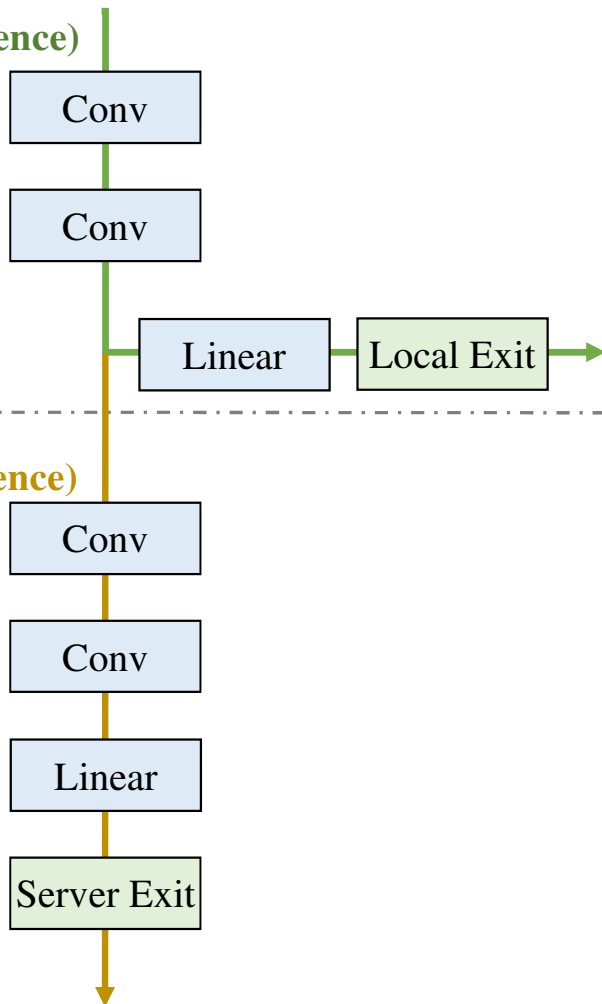 ence)
Conv
Conv
Linear
Local Exit
ence)
Conv
Conv
Linear
Server Exit